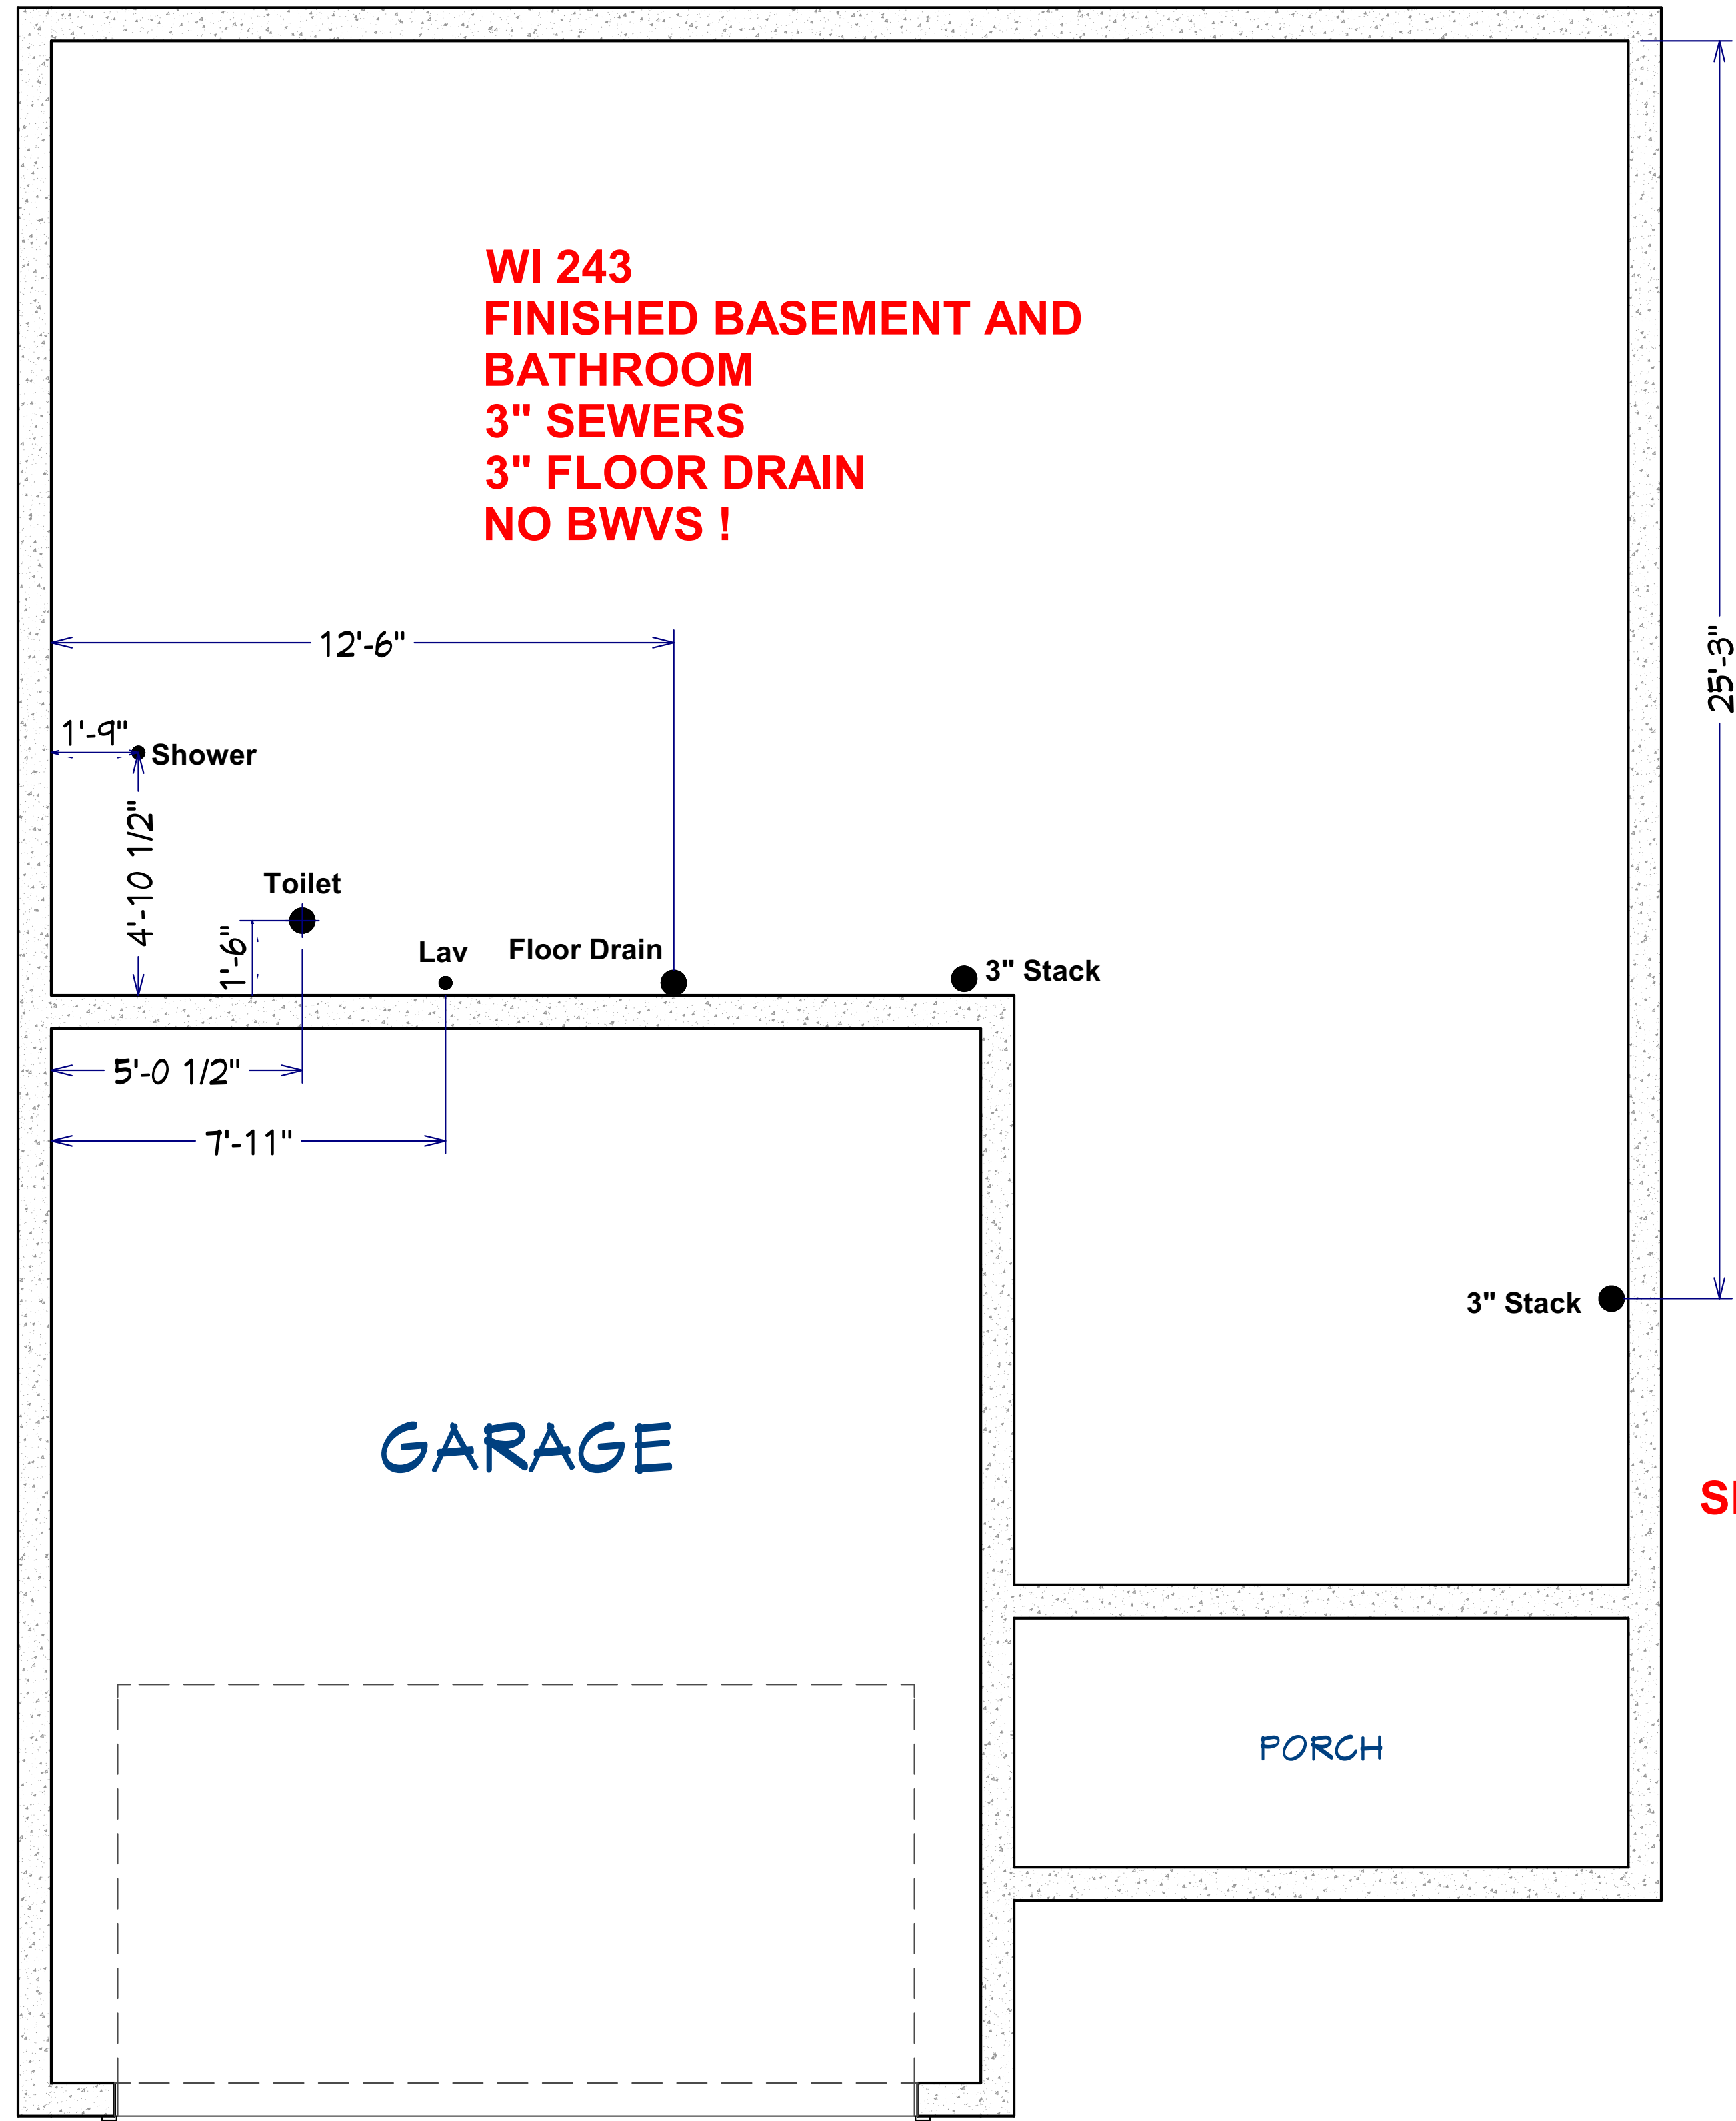 WI 243
FINISHED BASEMENT AND
BATHROOM
3" SEWERS
3" FLOOR DRAIN
NO BWVS !
12'-6"
25'-3"
1'-9"
Shower
4'-10 1/2"
Toilet
1'-6"
Lav
Floor Drain
3" Stack
5'-0 1/2"
7'-11"
3" Stack
GARAGE
PORCH